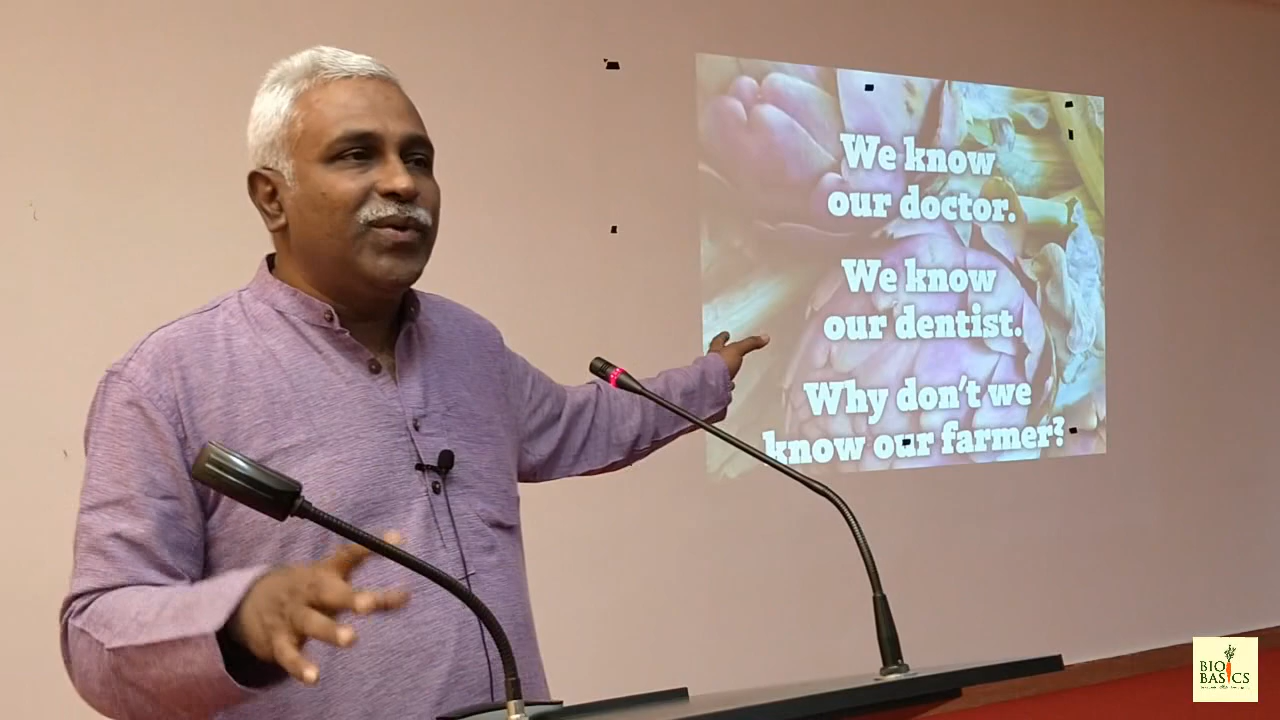 We know
our doctor.
We know
our dentist.
Why don't we
know our farmer?
BIO
BASICS